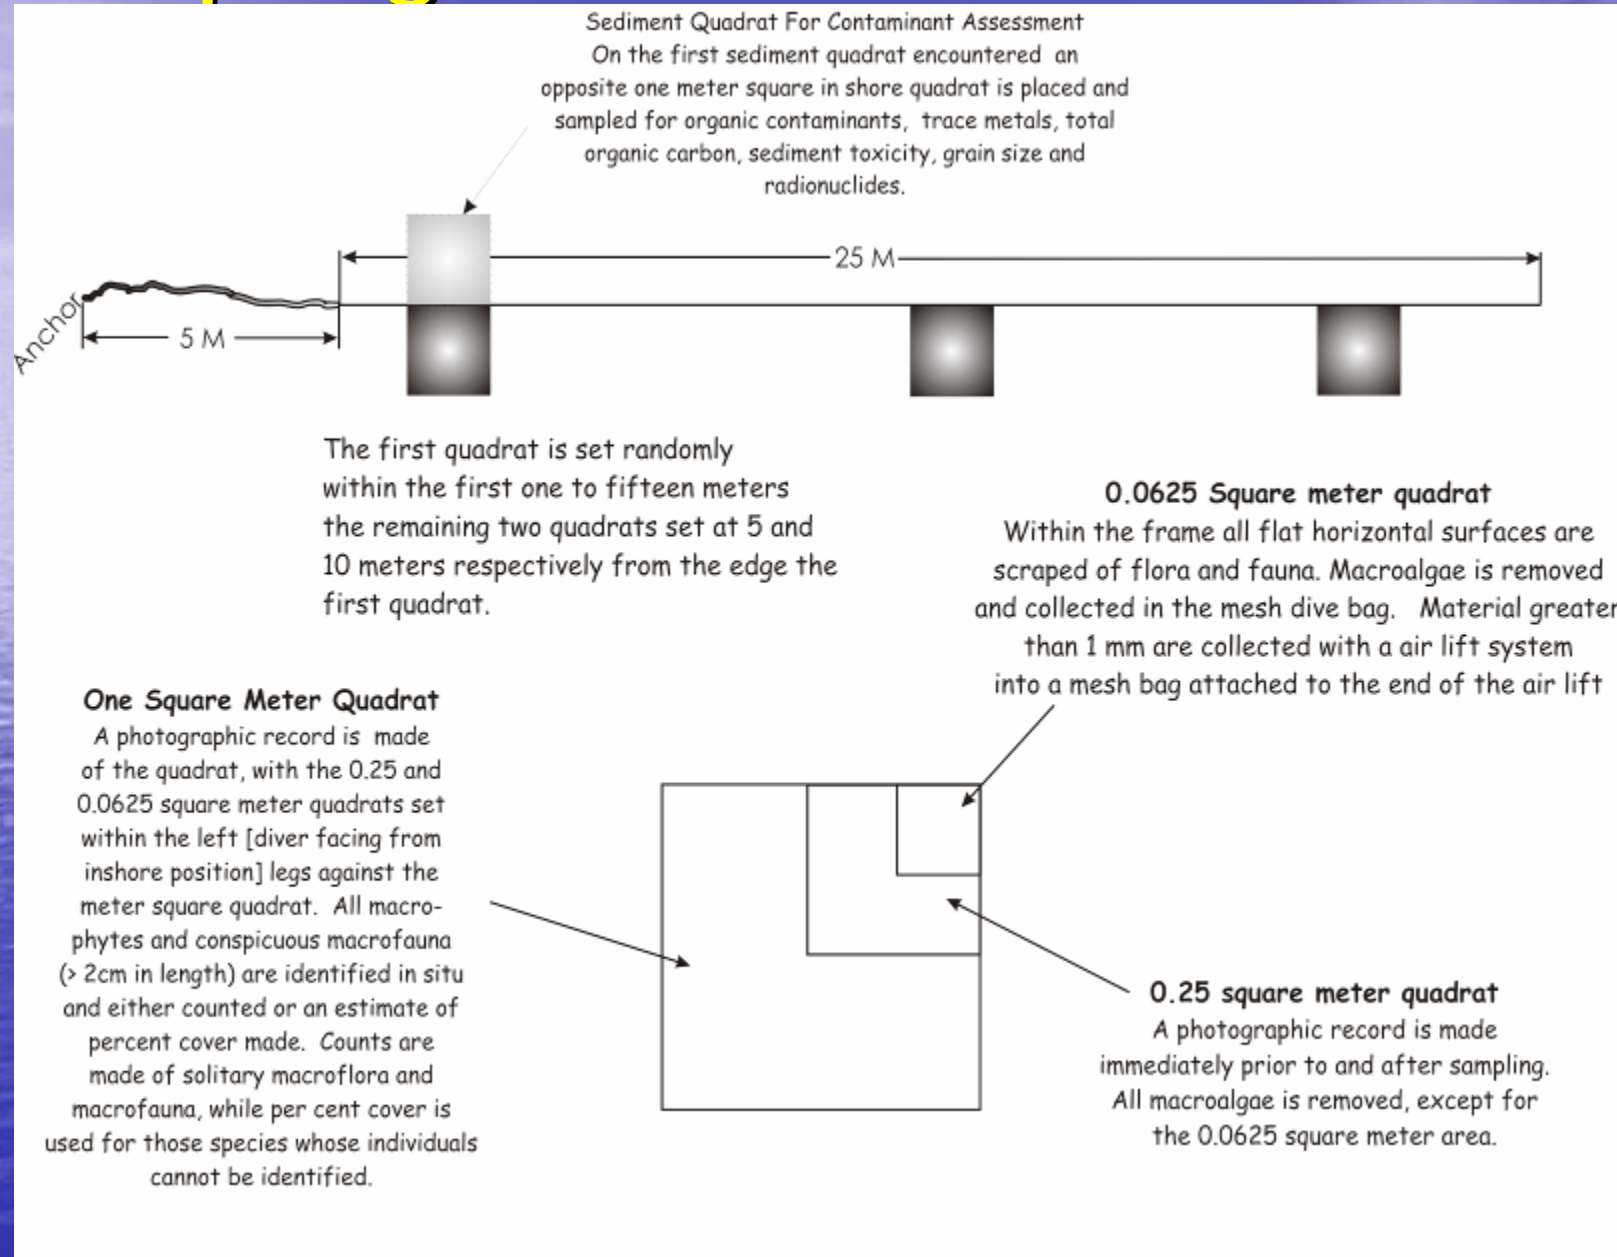 Sediment Quadrat For Contaminant Assessment
On the first sediment quadrat encountered an
opposite one meter square in shore quadrat is placed and
sampled for organic contaminants, trace metals, total
organic carbon, sediment toxicity, grain size and
radionuclides.
25 M
Anchor
5 M
The first quadrat is set randomly
within the first one to fifteen meters
the remaining two quadrats set at 5 and
10 meters respectively from the edge the
first quadrat.
0.0625 Square meter quadrat
Within the frame all flat horizontal surfaces are
scraped of flora and fauna. Macroalgae is removed
and collected in the mesh dive bag. Material greater
than 1 mm are collected with a air lift system
into a mesh bag attached to the end of the air lift
One Square Meter Quadrat
A photographic record is made
of the quadrat, with the 0.25 and
0.0625 square meter quadrats set
within the left [diver facing from
inshore position] legs against the
meter square quadrat. All macro-
phytes and conspicuous macrofauna
(> 2cm in length) are identified in situ
and either counted or an estimate of
percent cover made. Counts are
made of solitary macroflora and
macrofauna, while per cent cover is
used for those species whose individuals
cannot be identified.
0.25 square meter quadrat
A photographic record is made
immediately prior to and after sampling.
All macroalgae is removed, except for
the 0.0625 square meter area.